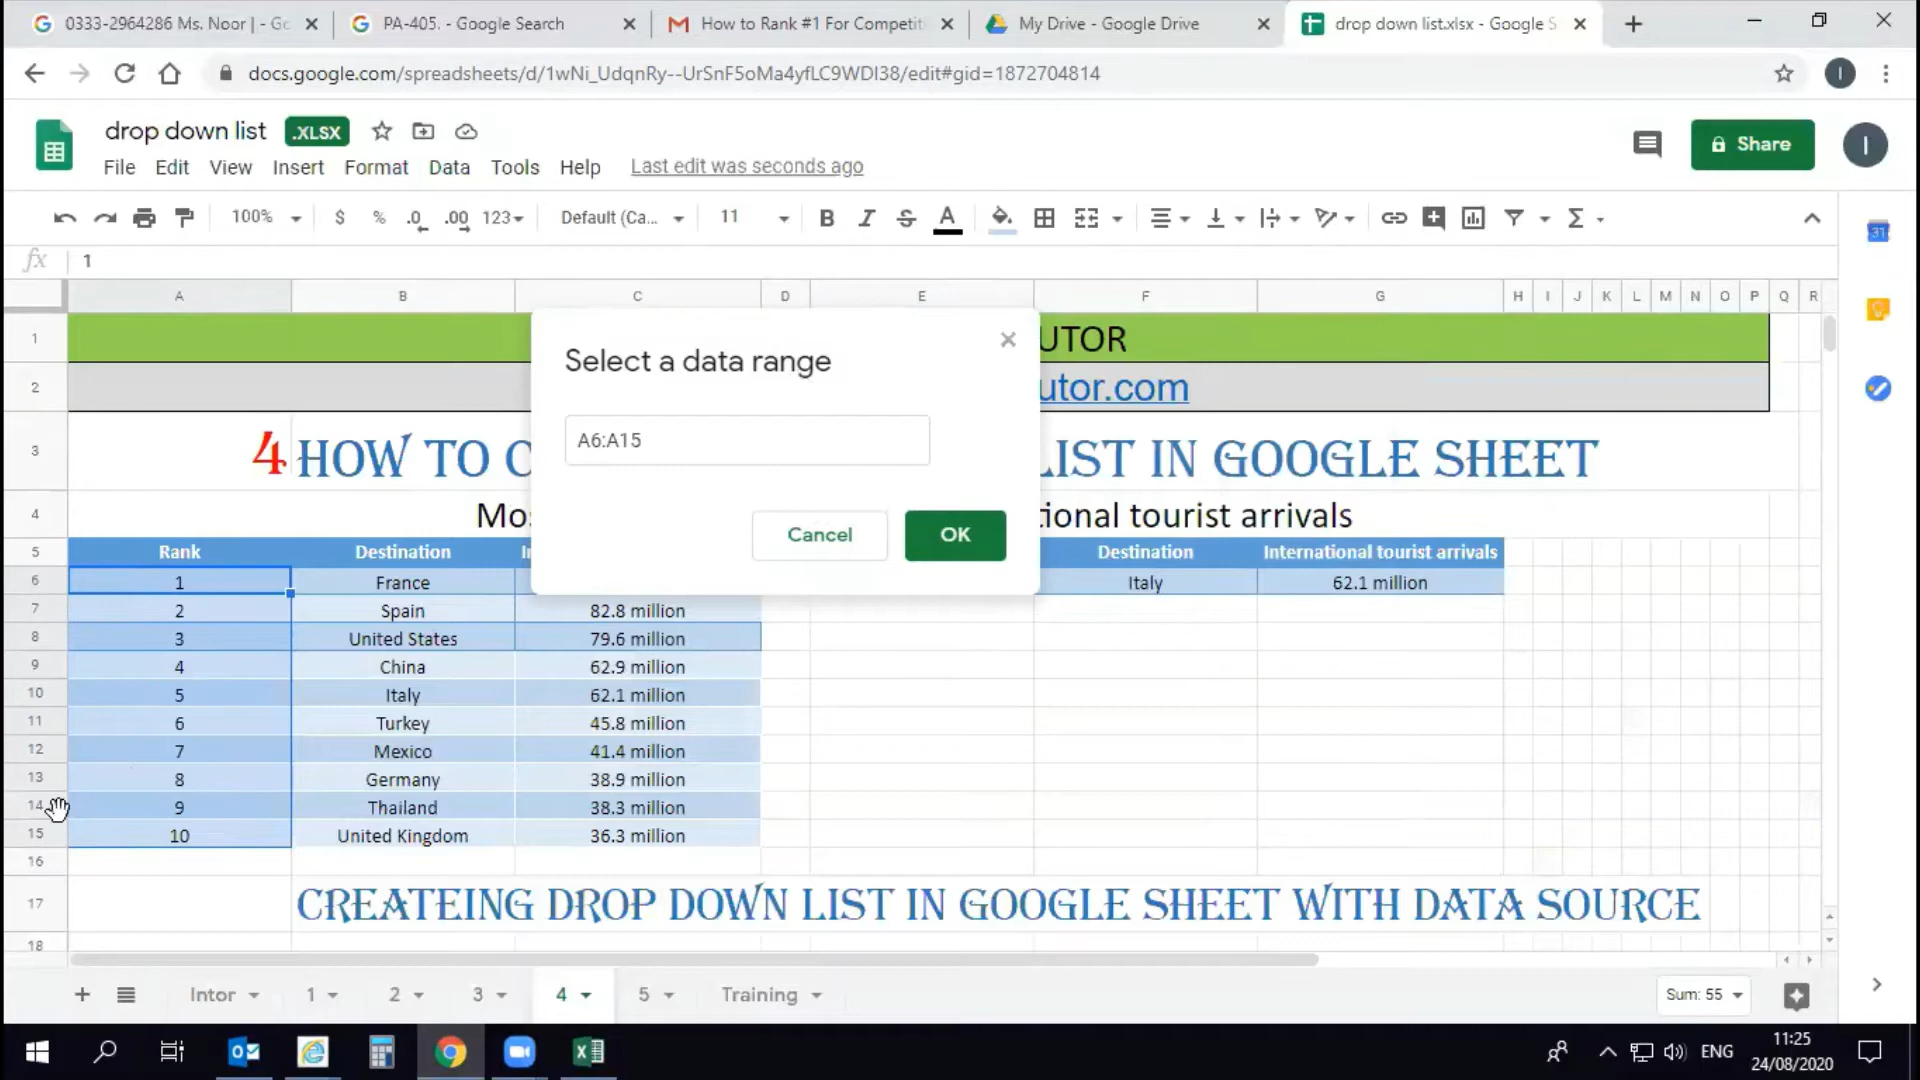 0333-2964286 Ms. Noor | - Go
PA-405. - Google Search
How to Rank #1 For Competiti
My Drive - Google Drive
drop down list.xlsx - Google S
docs.google.com/spreadsheets/d/1wNi_UdqnRy--UrSnF5oMa4yfLC9WDI38/edit#gid=1872704814
I
drop down list
.XLSX
File Edit View Insert Format Data Tools Help Last edit was seconds ago
Share
I
100% $ % .0 .00 123 Default (Ca... 11 B I S A Σ
31
fx 1
A B C D E F G H I J K L M N O P Q R
1 UTOR
2 utor.com
Select a data range
A6:A15
Cancel OK
3 4 HOW TO C LIST IN GOOGLE SHEET
4 Mos tional tourist arrivals
5 Rank Destination I Destination International tourist arrivals
6 1 France Italy 62.1 million
7 2 Spain 82.8 million
8 3 United States 79.6 million
9 4 China 62.9 million
10 5 Italy 62.1 million
11 6 Turkey 45.8 million
12 7 Mexico 41.4 million
13 8 Germany 38.9 million
14 9 Thailand 38.3 million
15 10 United Kingdom 36.3 million
16
17 CREATEING DROP DOWN LIST IN GOOGLE SHEET WITH DATA SOURCE
18
Intor 1 2 3 4 5 Training
Sum: 55
ENG
11:25
24/08/2020